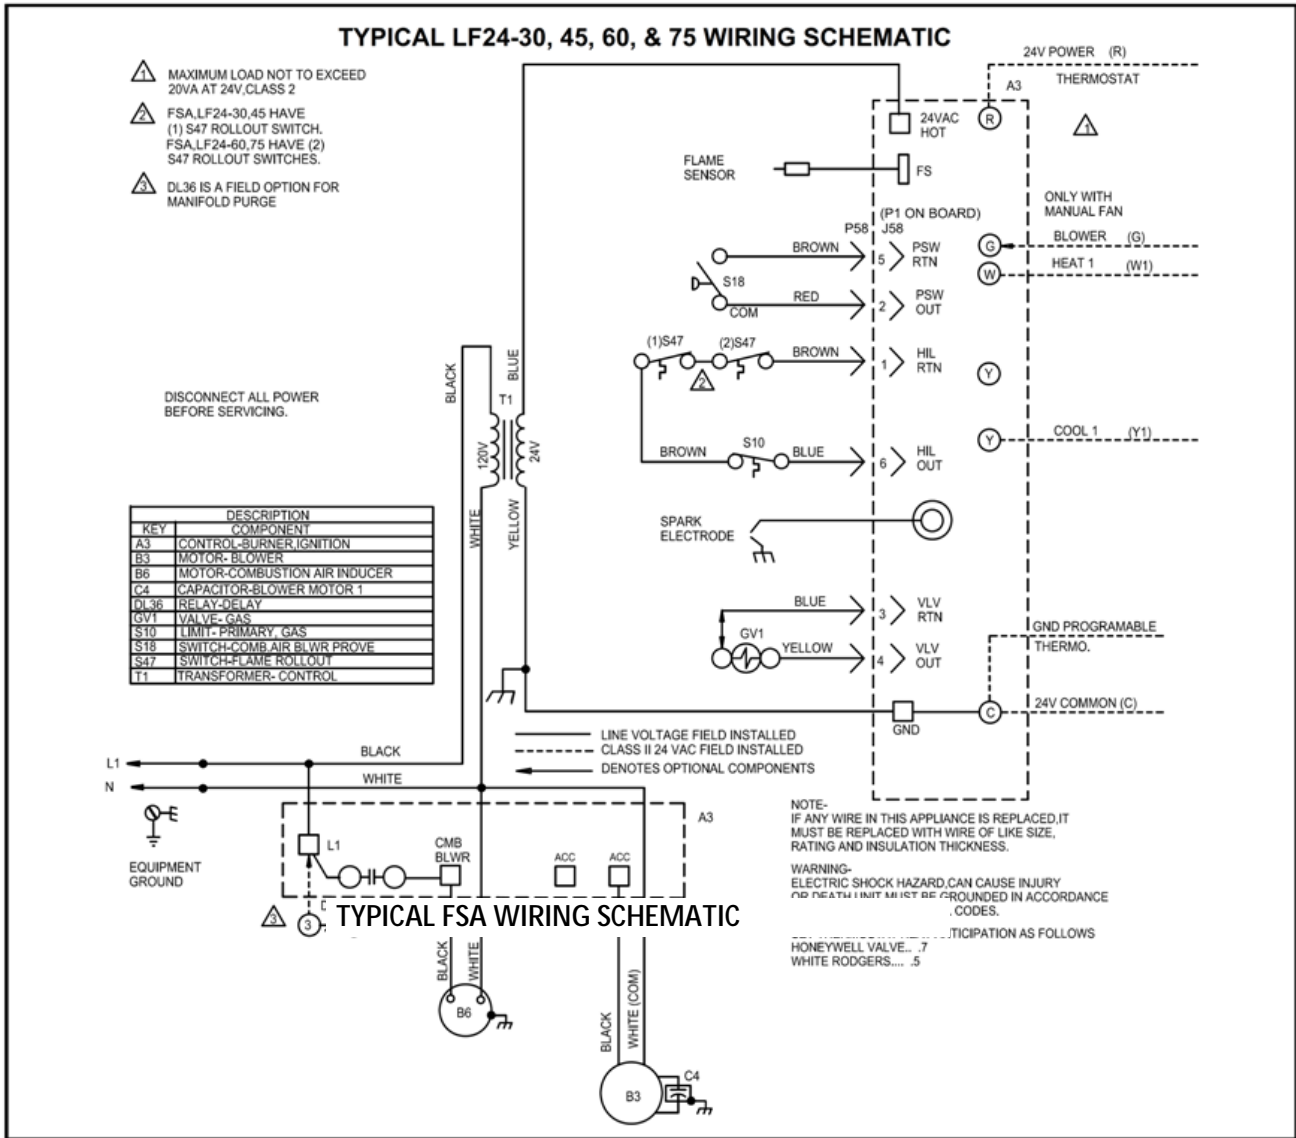 TYPICAL LF24-30, 45, 60, & 75 WIRING SCHEMATIC
1 MAXIMUM LOAD NOT TO EXCEED
20VA AT 24V,CLASS 2
2 FSA,LF24-30,45 HAVE
(1) S47 ROLLOUT SWITCH.
FSA,LF24-60,75 HAVE (2)
S47 ROLLOUT SWITCHES.
3 DL36 IS A FIELD OPTION FOR
MANIFOLD PURGE
24V POWER (R)
THERMOSTAT
A3
1
24VAC
HOT
R
FLAME
SENSOR
FS
ONLY WITH
MANUAL FAN
(P1 ON BOARD)
P58 J58
BLOWER (G)
G
HEAT 1 (W1)
W
BROWN
5
PSW
RTN
S18
RED
COM
2
PSW
OUT
(1)S47
(2)S47
2
BROWN
1
HIL
RTN
Y
COOL 1 (Y1)
Y
BROWN
S10
BLUE
6
HIL
OUT
BLACK
BLUE
T1
120V
24V
WHITE
YELLOW
DISCONNECT ALL POWER
BEFORE SERVICING.
DESCRIPTION
KEY COMPONENT
A3 CONTROL-BURNER,IGNITION
B3 MOTOR- BLOWER
B6 MOTOR-COMBUSTION AIR INDUCER
C4 CAPACITOR-BLOWER MOTOR 1
DL36 RELAY-DELAY
GV1 VALVE- GAS
S10 LIMIT- PRIMARY, GAS
S18 SWITCH-COMB.AIR BLWR PROVE
S47 SWITCH-FLAME ROLLOUT
T1 TRANSFORMER- CONTROL
SPARK
ELECTRODE
BLUE
3
VLV
RTN
GV1
YELLOW
4
VLV
OUT
GND PROGRAMABLE
THERMO.
24V COMMON (C)
C
GND
LINE VOLTAGE FIELD INSTALLED
CLASS II 24 VAC FIELD INSTALLED
DENOTES OPTIONAL COMPONENTS
L1
BLACK
N
WHITE
EQUIPMENT
GROUND
A3
L1
CMB
BLWR
ACC
ACC
3
3
TYPICAL FSA WIRING SCHEMATIC
BLACK
WHITE
B6
BLACK
WHITE (COM)
B3
C4
NOTE-
IF ANY WIRE IN THIS APPLIANCE IS REPLACED,IT
MUST BE REPLACED WITH WIRE OF LIKE SIZE,
RATING AND INSULATION THICKNESS.
WARNING-
ELECTRIC SHOCK HAZARD,CAN CAUSE INJURY
OR DEATH.UNIT MUST BE GROUNDED IN ACCORDANCE
CODES.
AS FOLLOWS
HONEYWELL VALVE.. .7
WHITE RODGERS.... .5